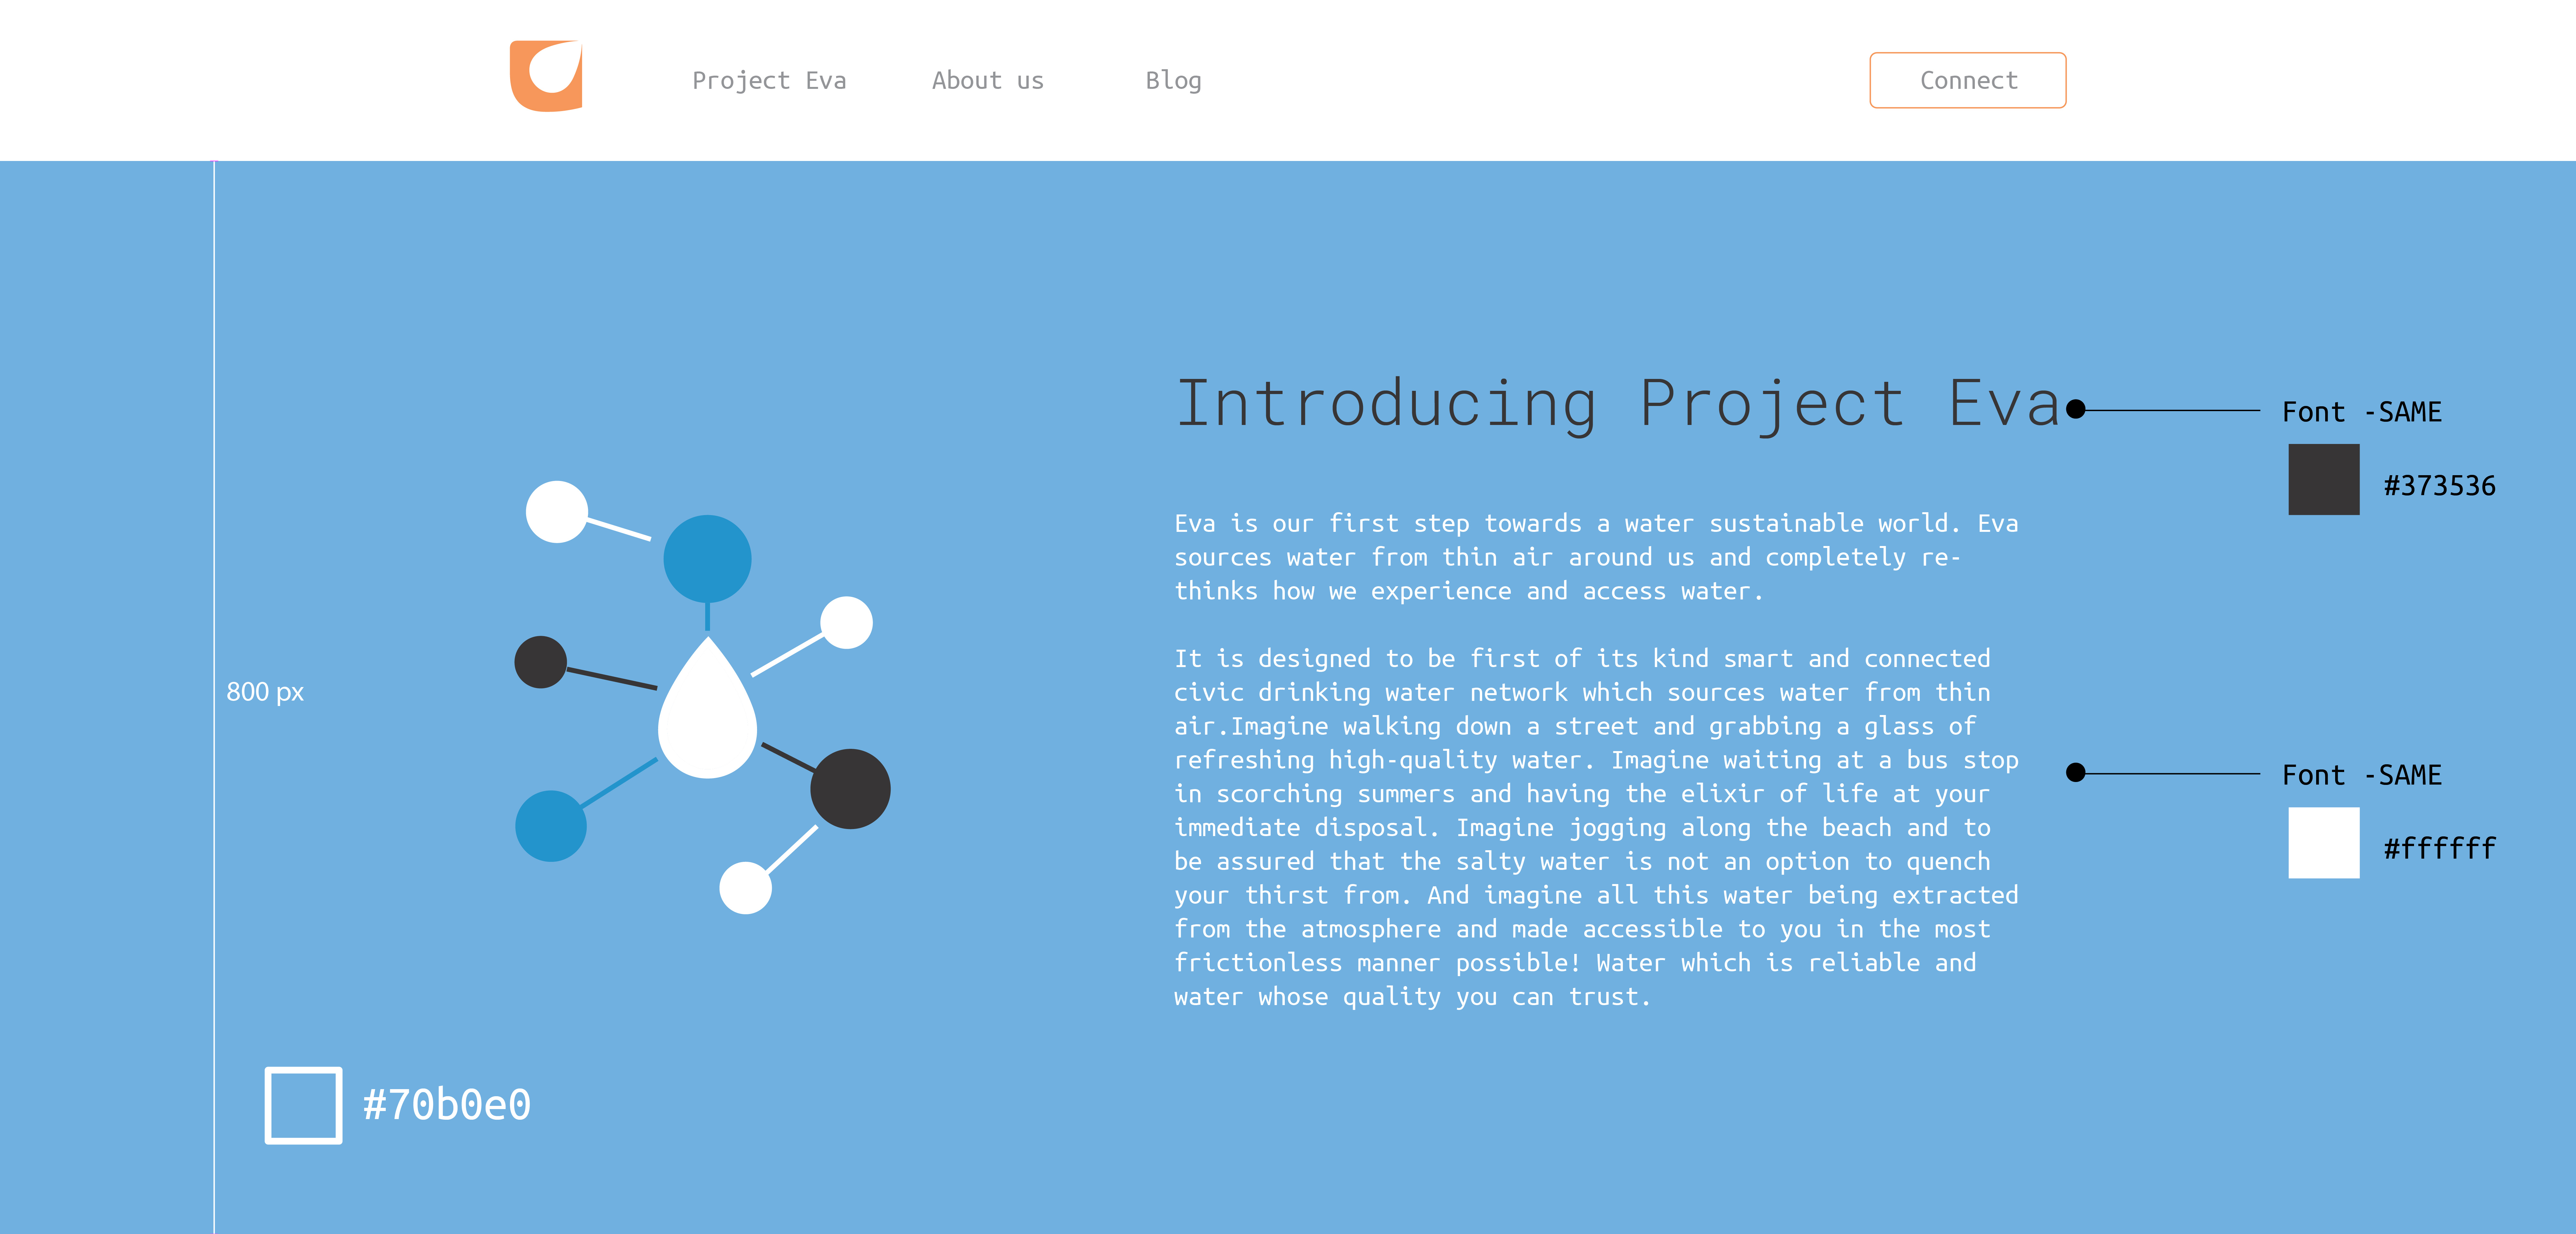 Project Eva
About us
Blog
Connect
Introducing Project Eva
Font -SAME
#373536
Eva is our first step towards a water sustainable world. Eva
sources water from thin air around us and completely re-
thinks how we experience and access water.
It is designed to be first of its kind smart and connected
civic drinking water network which sources water from thin
air.Imagine walking down a street and grabbing a glass of
refreshing high-quality water. Imagine waiting at a bus stop
in scorching summers and having the elixir of life at your
immediate disposal. Imagine jogging along the beach and to
be assured that the salty water is not an option to quench
your thirst from. And imagine all this water being extracted
from the atmosphere and made accessible to you in the most
frictionless manner possible! Water which is reliable and
water whose quality you can trust.
Font -SAME
#ffffff
800 px
#70b0e0